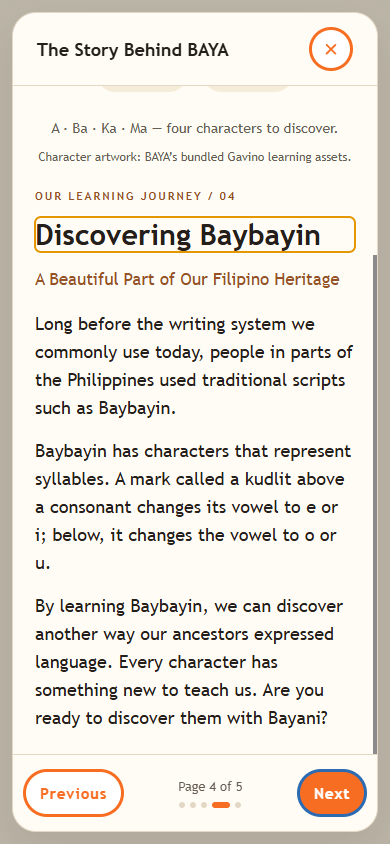 The Story Behind BAYA
×
A · Ba · Ka · Ma — four characters to discover.
Character artwork: BAYA's bundled Gavino learning assets.
OUR LEARNING JOURNEY / 04
Discovering Baybayin
A Beautiful Part of Our Filipino Heritage
Long before the writing system we
commonly use today, people in parts of
the Philippines used traditional scripts
such as Baybayin.
Baybayin has characters that represent
syllables. A mark called a kudlit above
a consonant changes its vowel to e or
i; below, it changes the vowel to o or
u.
By learning Baybayin, we can discover
another way our ancestors expressed
language. Every character has
something new to teach us. Are you
ready to discover them with Bayani?
Previous
Page 4 of 5
Next